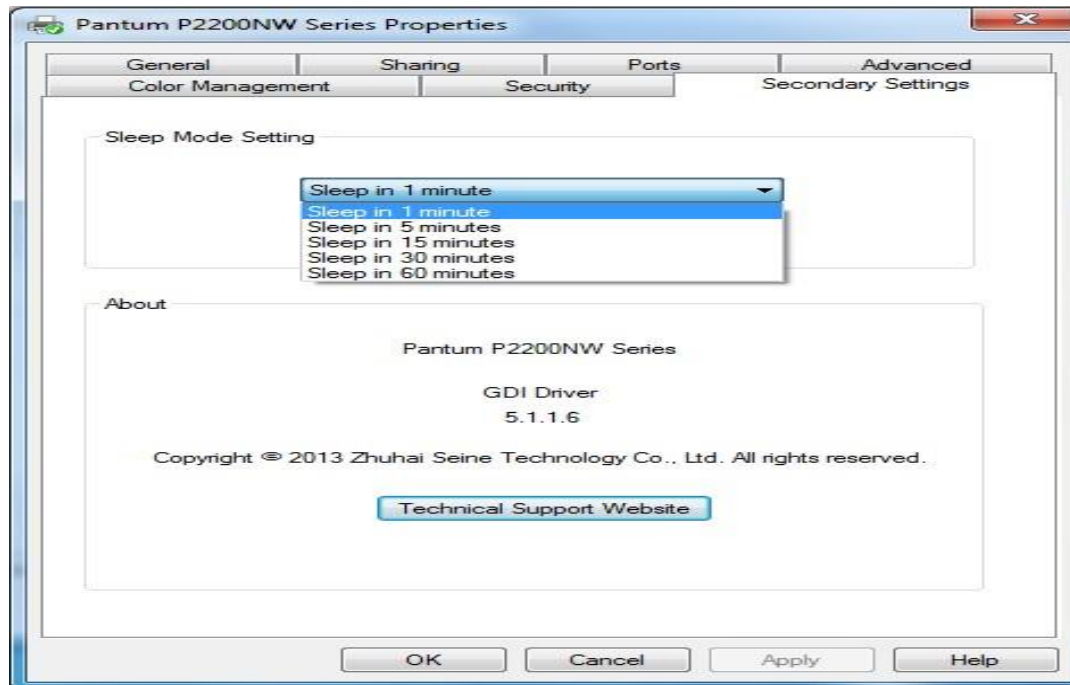 Pantum P2200NW Series Properties
General Sharing Ports Advanced
Color Management Security Secondary Settings
Sleep Mode Setting
Sleep in 1 minute
Sleep in 1 minute
Sleep in 5 minutes
Sleep in 15 minutes
Sleep in 30 minutes
Sleep in 60 minutes
About
Pantum P2200NW Series
GDI Driver
5.1.1.6
Copyright © 2013 Zhuhai Seine Technology Co., Ltd. All rights reserved.
Technical Support Website
OK Cancel Apply Help